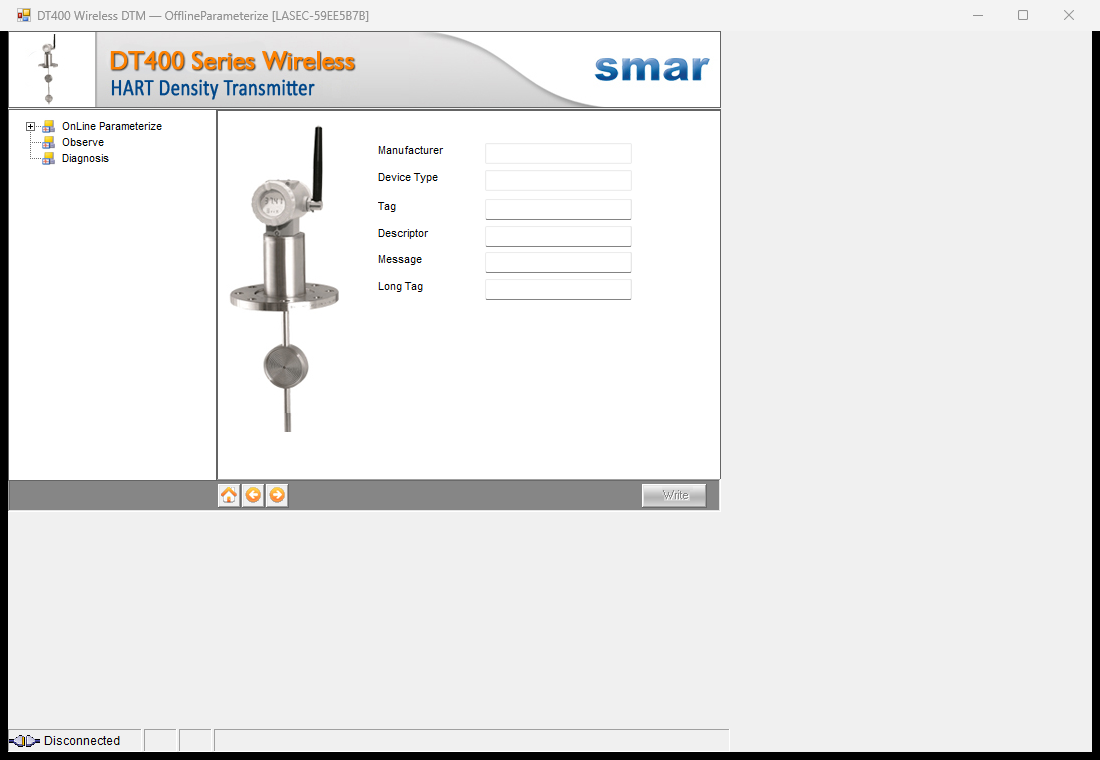 DT400 Wireless DTM — OfflineParameterize [LASEC-59EE5B7B]
DT400 Series Wireless
HART Density Transmitter
smar
OnLine Parameterize
Observe
Diagnosis
Manufacturer
Device Type
Tag
Descriptor
Message
Long Tag
Write
Disconnected